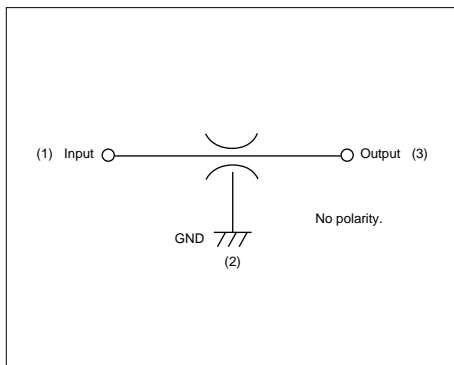 (1) Input Output (3)
No polarity.
GND
(2)